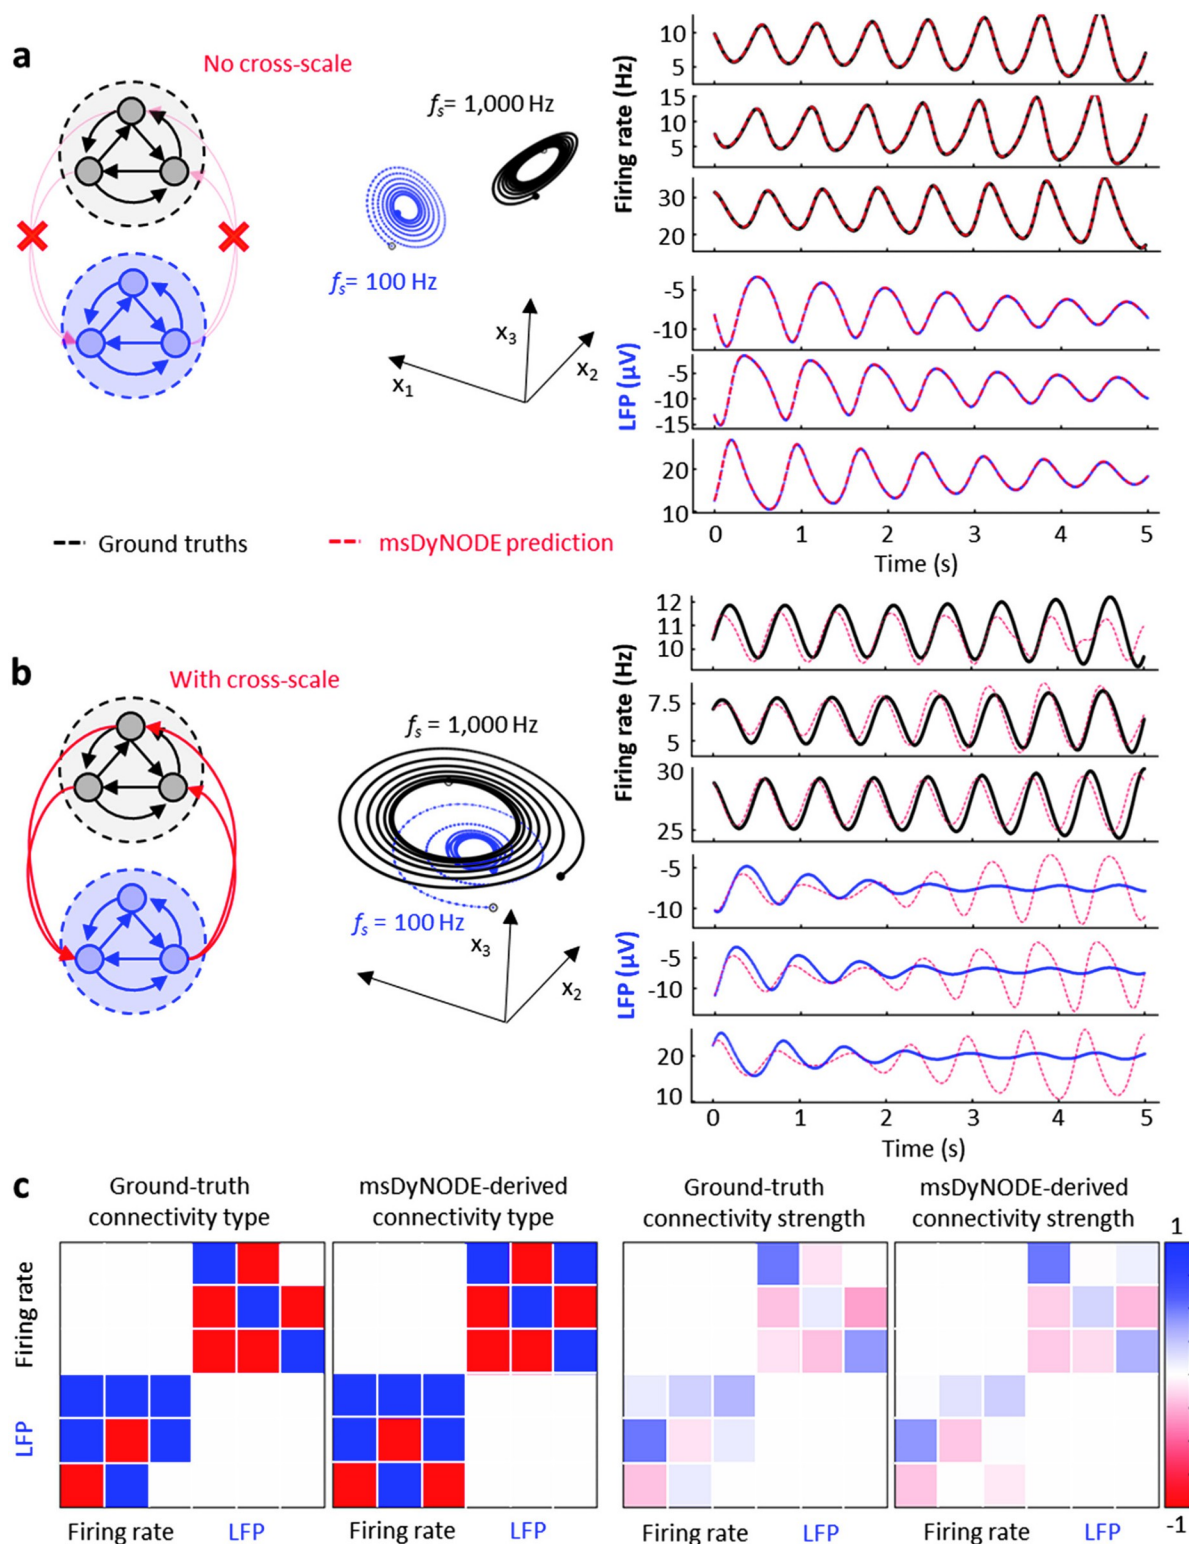 a
No cross-scale
fs= 1,000 Hz
fs= 100 Hz
x3
x2
x1
Firing rate (Hz)
10
5
15
10
5
30
20
LFP (µV)
-5
-10
-5
-10
-15
20
10
0 1 2 3 4 5
Time (s)
Ground truths
msDyNODE prediction
b
With cross-scale
fs = 1,000 Hz
fs = 100 Hz
x3
x2
Firing rate (Hz)
12
11
10
7.5
5
30
25
LFP (µV)
-5
-10
-5
-10
20
10
0 1 2 3 4 5
Time (s)
c
Ground-truth
connectivity type
msDyNODE-derived
connectivity type
Ground-truth
connectivity strength
msDyNODE-derived
connectivity strength
1
-1
Firing rate
LFP
Firing rate LFP
Firing rate LFP
Firing rate LFP
Firing rate LFP